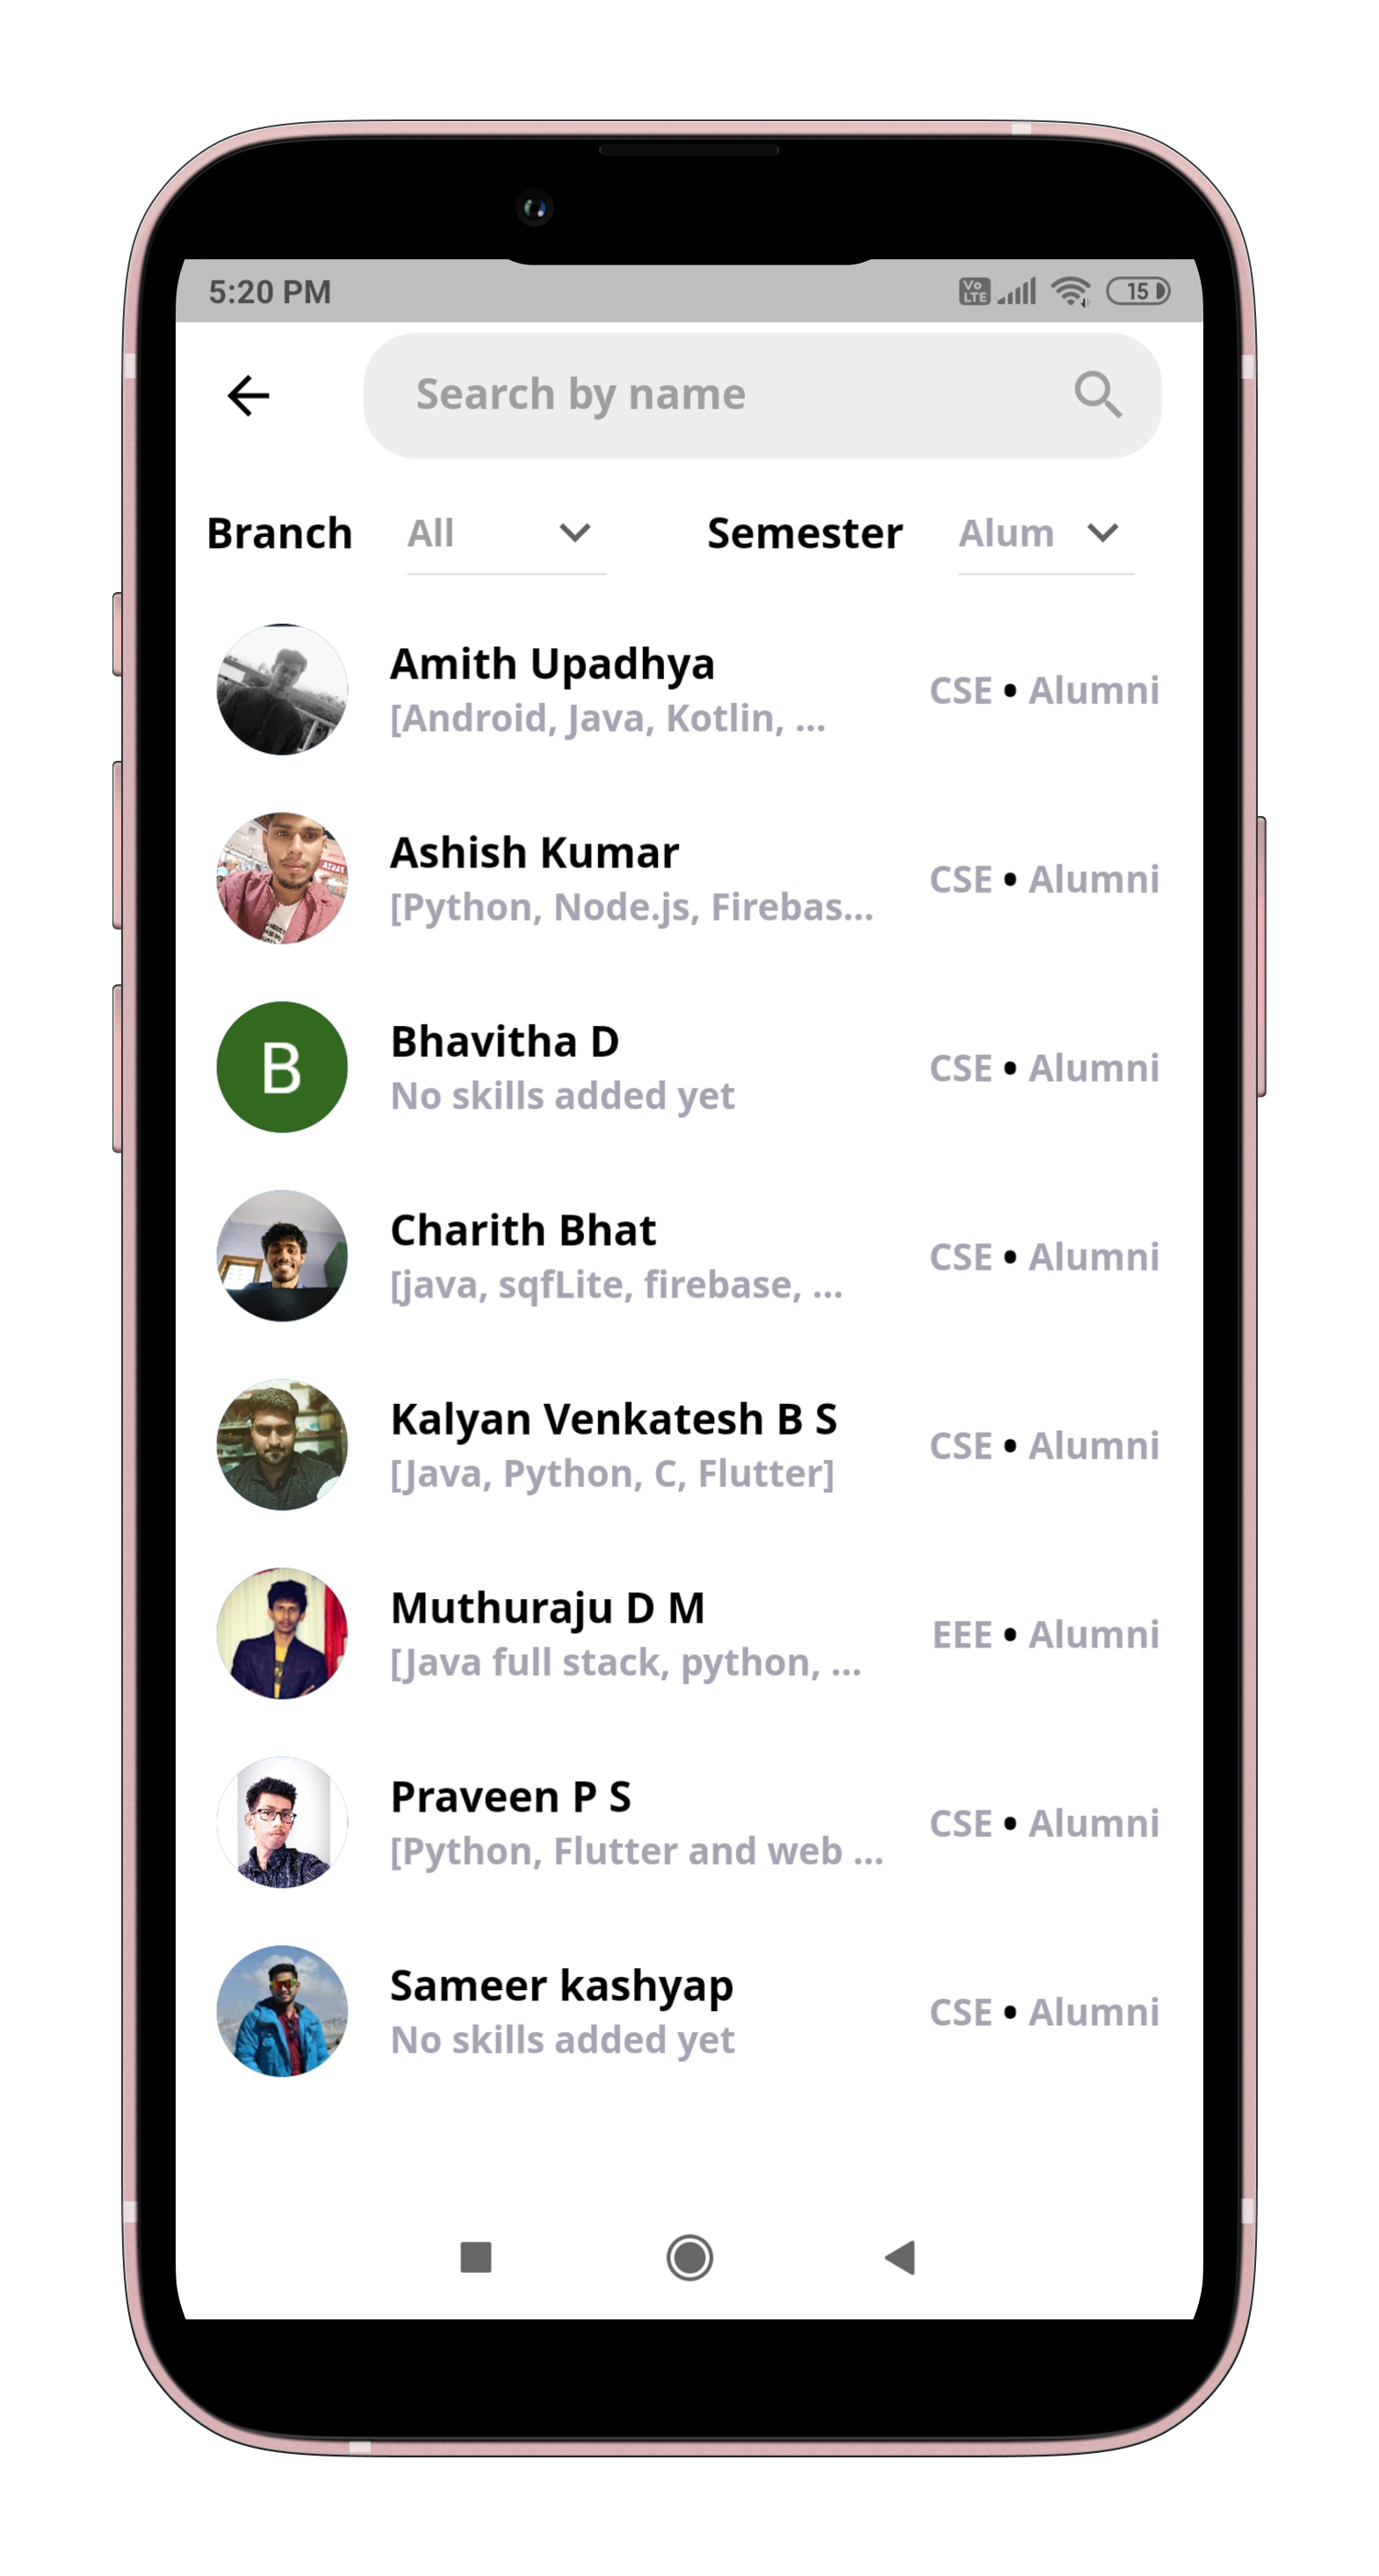 5:20 PM Vo LTE 15
Search by name
Branch All Semester Alum
Amith Upadhya
[Android, Java, Kotlin, ...
CSE • Alumni
Ashish Kumar
[Python, Node.js, Firebas...
CSE • Alumni
B
Bhavitha D
No skills added yet
CSE • Alumni
Charith Bhat
[java, sqfLite, firebase, ...
CSE • Alumni
Kalyan Venkatesh B S
[Java, Python, C, Flutter]
CSE • Alumni
Muthuraju D M
[Java full stack, python, ...
EEE • Alumni
Praveen P S
[Python, Flutter and web ...
CSE • Alumni
Sameer kashyap
No skills added yet
CSE • Alumni